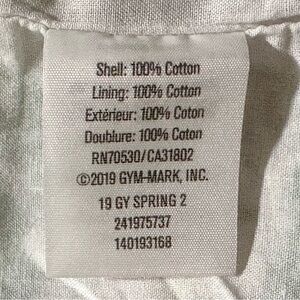 Shell: 100% Cotton
Lining: 100% Cotton
Extérieur: 100% Coton
Doublure: 100% Coton
RN70530/CA31802
©2019 GYM-MARK, INC.
19 GY SPRING 2
241975737
140193168